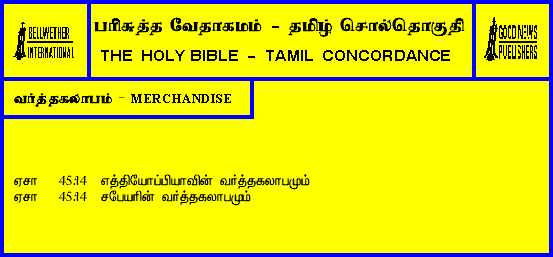 BELLWETHER
INTERNATIONAL
பரிசுத்த வேதாகமம் - தமிழ் சொல்தொகுதி
THE HOLY BIBLE - TAMIL CONCORDANCE
GOOD NEWS
PUBLISHERS
வர்த்தகலாபம் - MERCHANDISE
ஏசா 45:14 எத்தியோப்பியாவின் வர்த்தகலாபமும்
ஏசா 45:14 சபேயரின் வர்த்தகலாபமும்